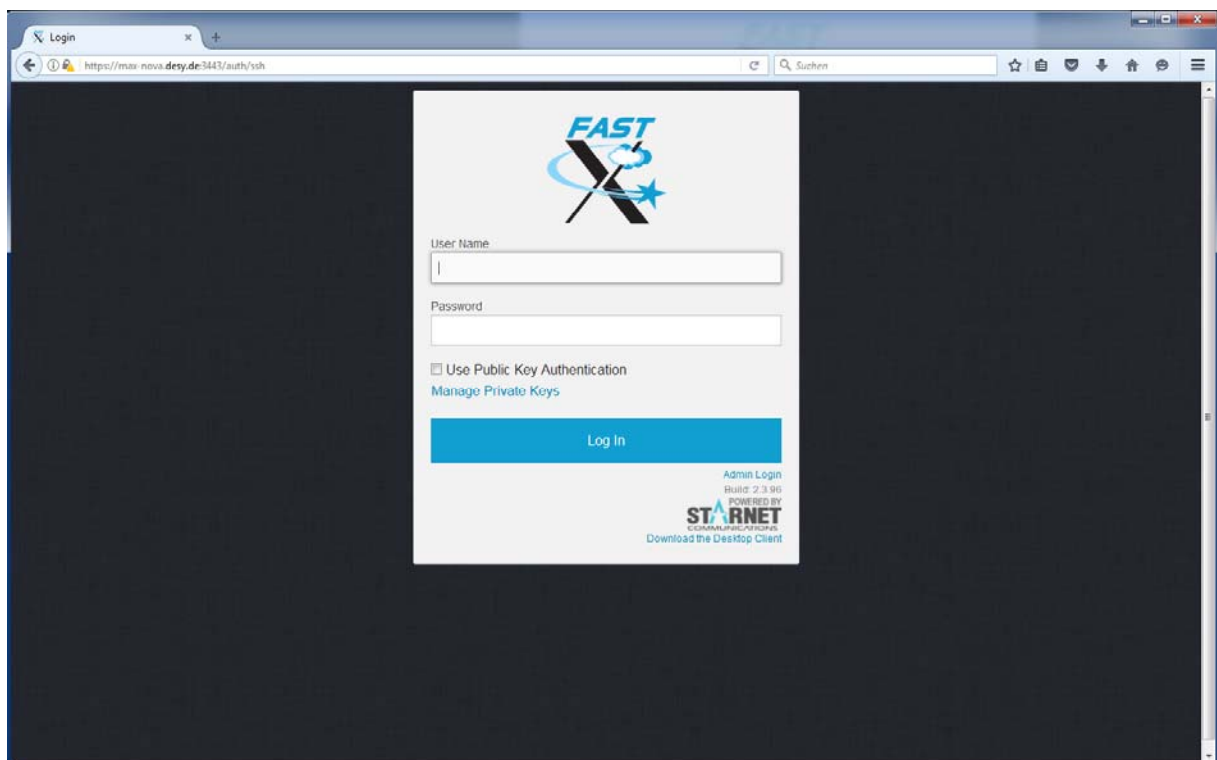 Login
https://max-nova.desy.de:3443/auth/ssh
Suchen
FAST
X
User Name
Password
Use Public Key Authentication
Manage Private Keys
Log In
Admin Login
Build: 2.3.96
POWERED BY
STARNET
COMMUNICATIONS
Download the Desktop Client